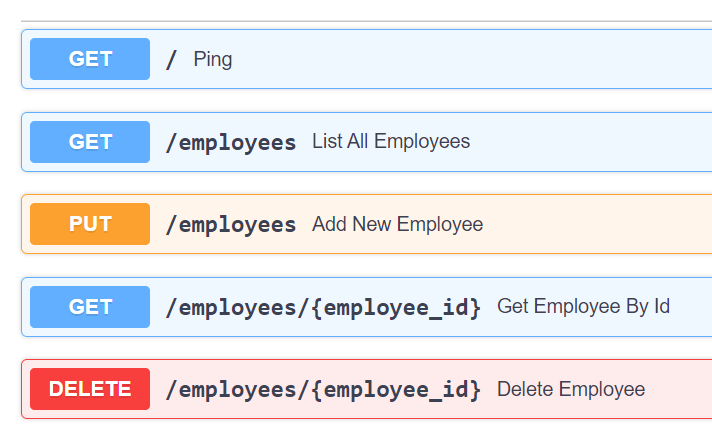 GET / Ping
GET /employees List All Employees
PUT /employees Add New Employee
GET /employees/{employee_id} Get Employee By Id
DELETE /employees/{employee_id} Delete Employee